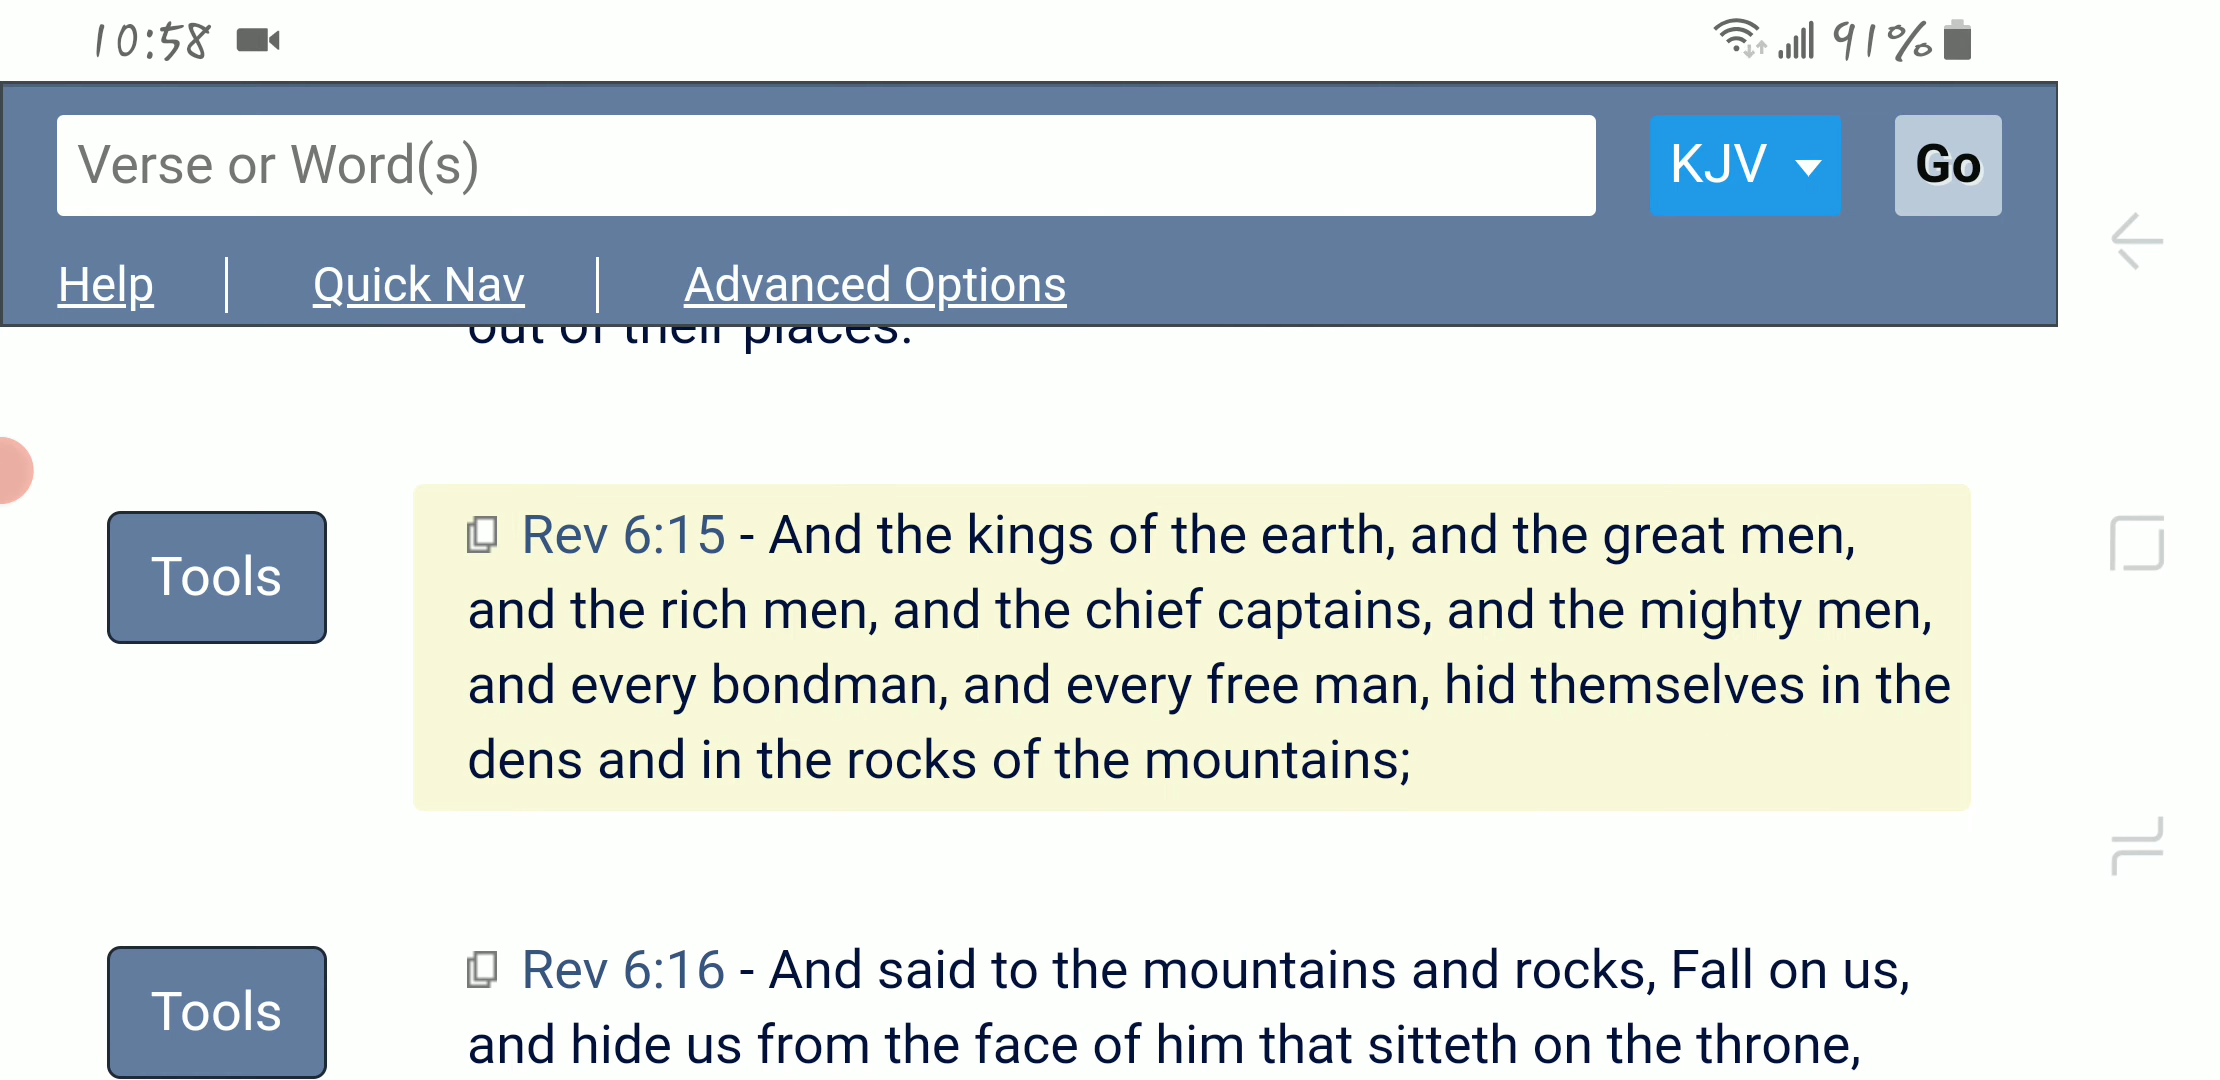 10:58 91%
Verse or Word(s) KJV Go
Help | Quick Nav | Advanced Options
out of their places.
Tools
Rev 6:15 - And the kings of the earth, and the great men,
and the rich men, and the chief captains, and the mighty men,
and every bondman, and every free man, hid themselves in the
dens and in the rocks of the mountains;
Tools
Rev 6:16 - And said to the mountains and rocks, Fall on us,
and hide us from the face of him that sitteth on the throne,